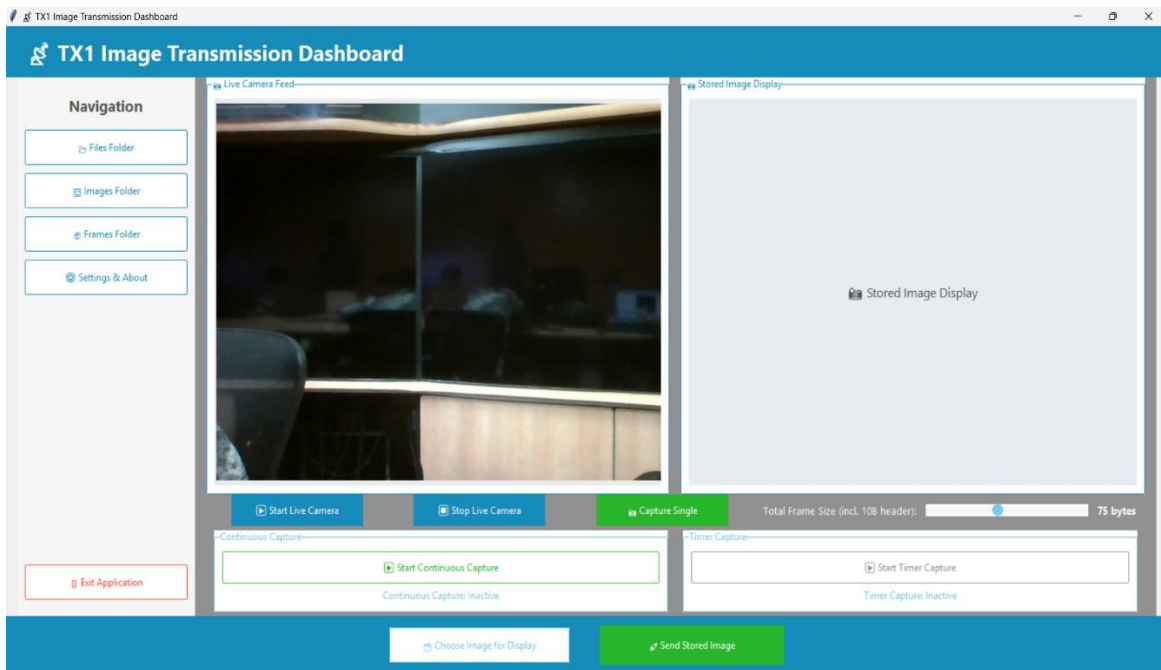 TX1 Image Transmission Dashboard
TX1 Image Transmission Dashboard
Navigation
Files Folder
Images Folder
Frames Folder
Settings & About
Exit Application
Live Camera Feed
Stored Image Display
Stored Image Display
Start Live Camera
Stop Live Camera
Capture Single
Total Frame Size (incl. 10B header): 75 bytes
Continuous Capture
Start Continuous Capture
Continuous Capture: Inactive
Timer Capture
Start Timer Capture
Timer Capture: Inactive
Choose Image for Display
Send Stored Image